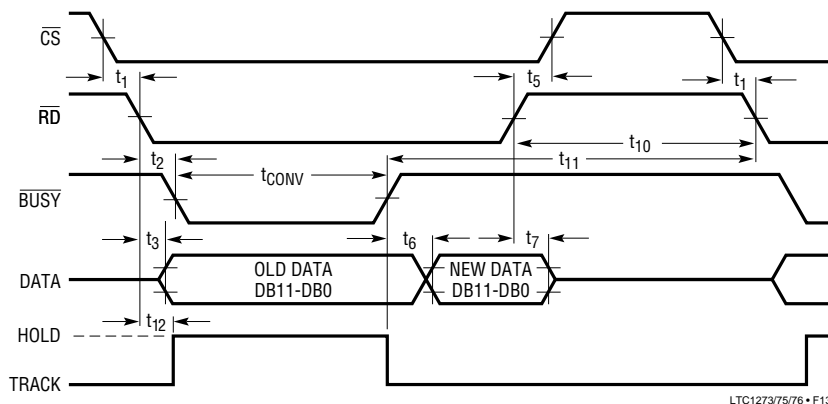 CS
t1
t5
t1
RD
t10
t2
tCONV
t11
BUSY
t3
t6
t7
DATA
OLD DATA
DB11-DB0
NEW DATA
DB11-DB0
t12
HOLD
TRACK
LTC1273/75/76 • F13